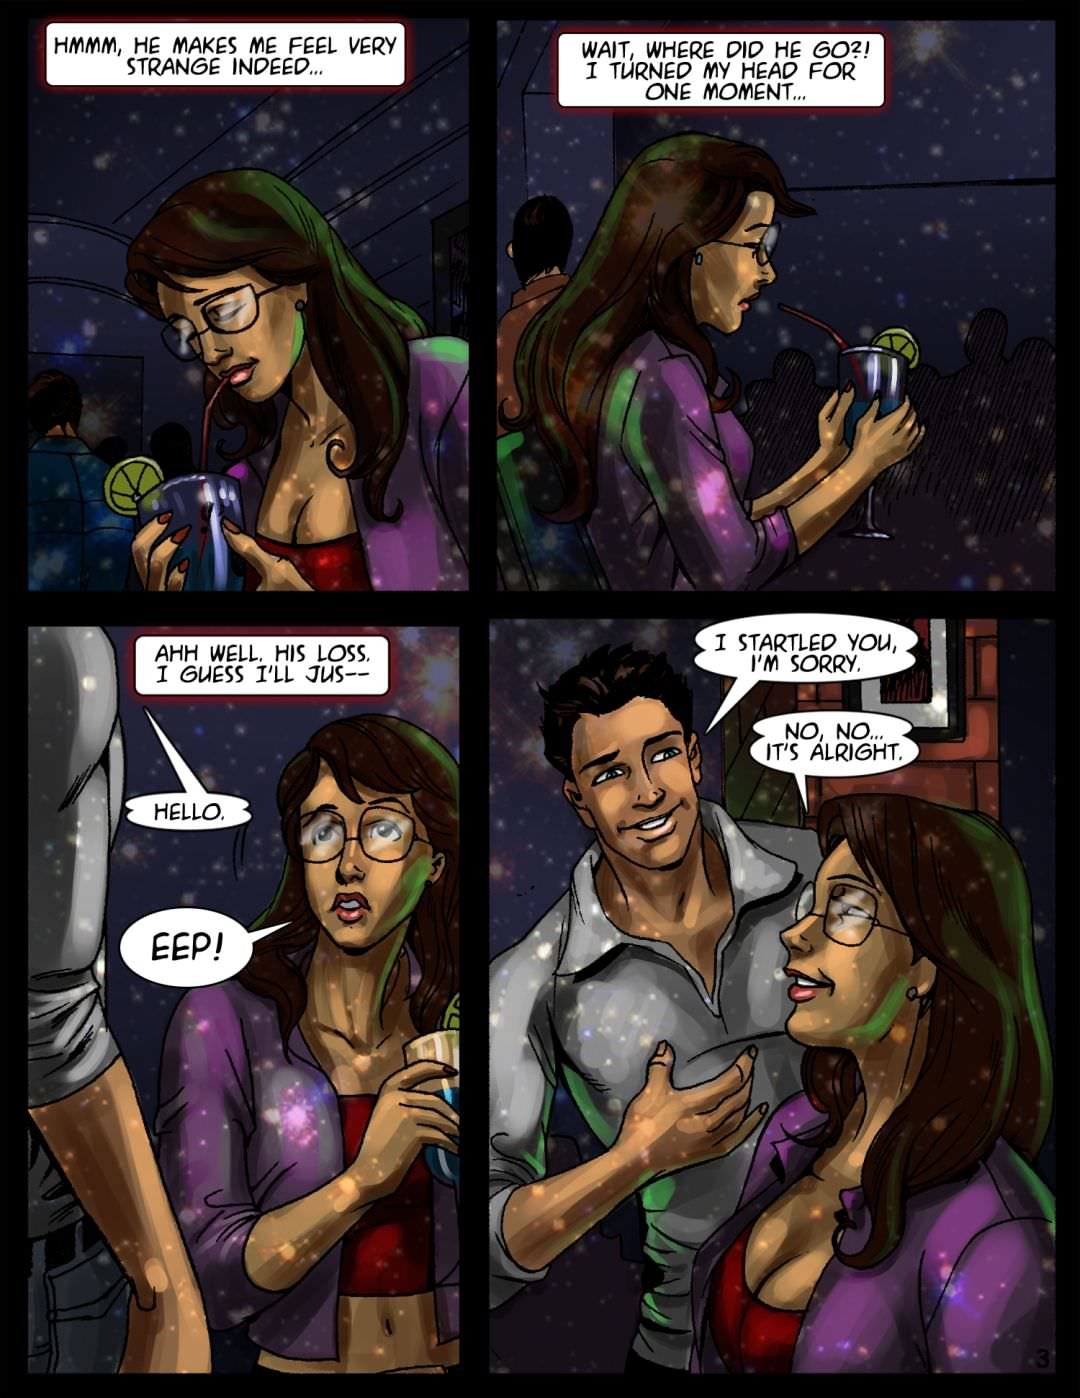 HMMM, HE MAKES ME FEEL VERY
STRANGE INDEED...
WAIT, WHERE DID HE GO?!
I TURNED MY HEAD FOR
ONE MOMENT...
AHH WELL. HIS LOSS.
I GUESS I'LL JUS--
HELLO.
EEP!
I STARTLED YOU,
I'M SORRY.
NO, NO...
IT'S ALRIGHT.
3